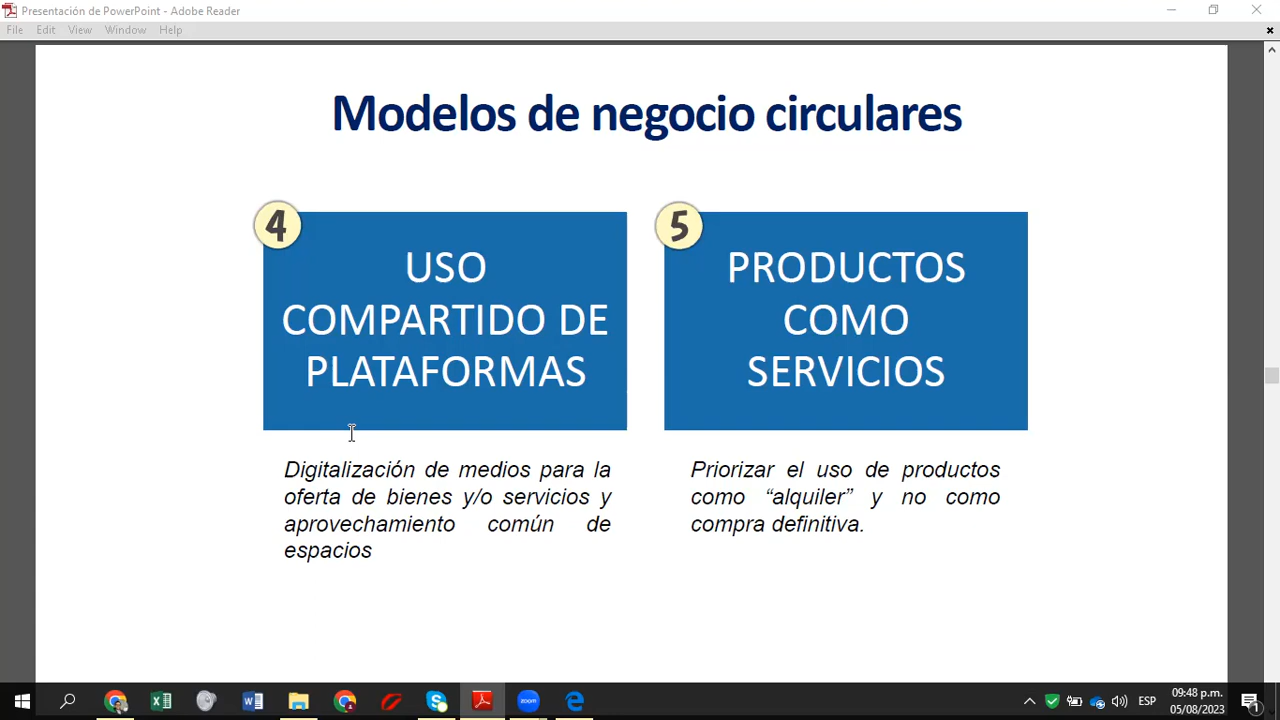 Presentación de PowerPoint - Adobe Reader
File Edit View Window Help
Modelos de negocio circulares
4
USO
COMPARTIDO DE
PLATAFORMAS
Digitalización de medios para la
oferta de bienes y/o servicios y
aprovechamiento común de
espacios
5
PRODUCTOS
COMO
SERVICIOS
Priorizar el uso de productos
como “alquiler” y no como
compra definitiva.
zoom
ESP
09:48 p.m.
05/08/2023
1